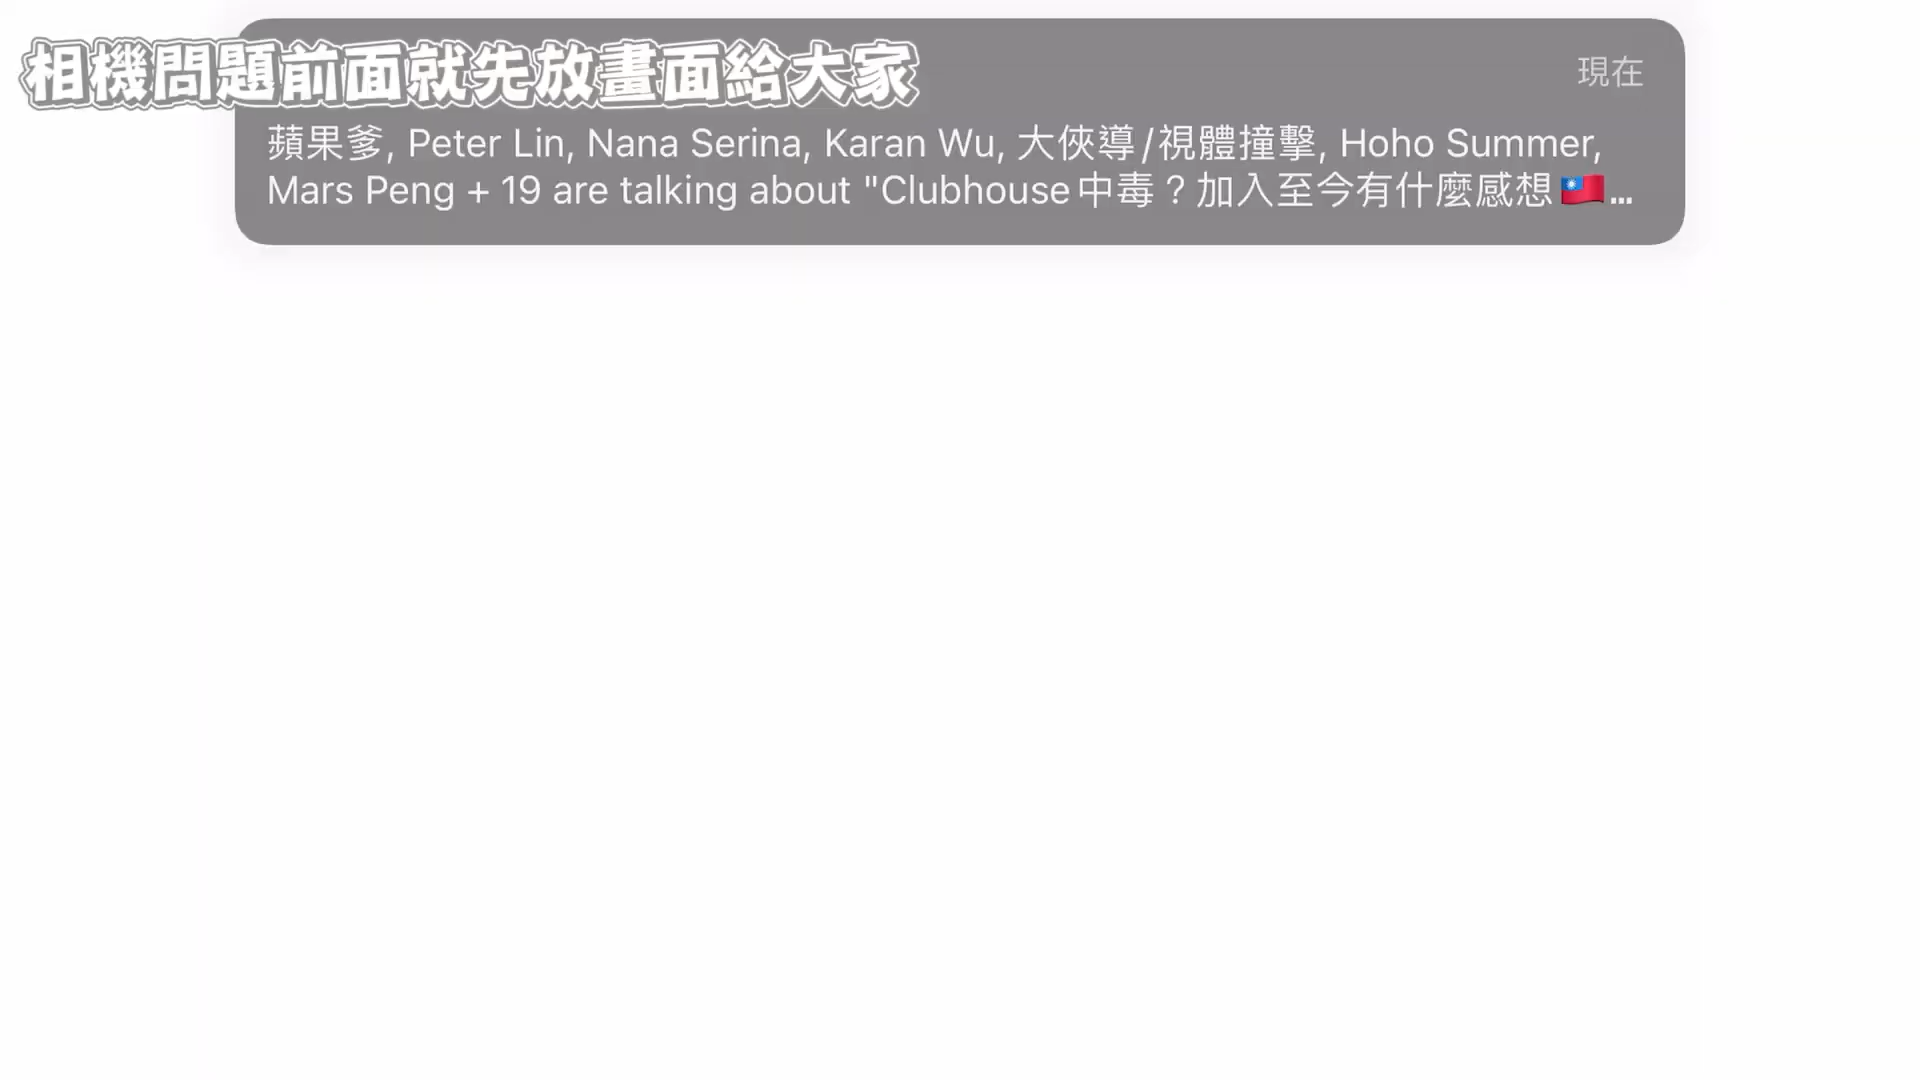 相機問題前面就先放畫面給大家
現在
蘋果爹, Peter Lin, Nana Serina, Karan Wu, 大俠導/視體撞擊, Hoho Summer,
Mars Peng + 19 are talking about "Clubhouse中毒？加入至今有什麼感想🇹🇼...